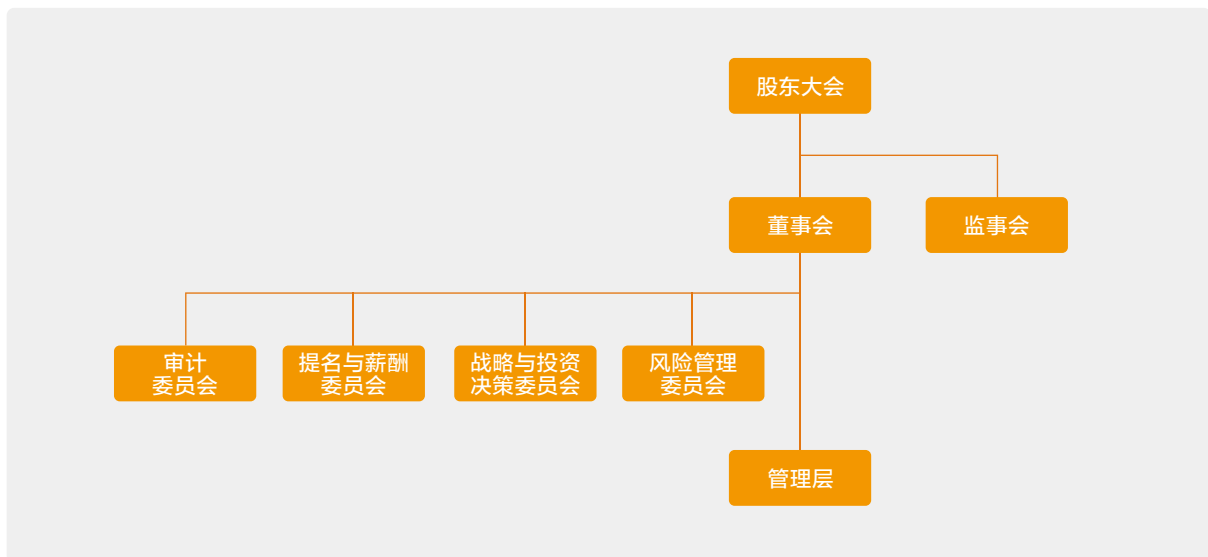 股东大会
董事会
监事会
审计
委员会
提名与薪酬
委员会
战略与投资
决策委员会
风险管理
委员会
管理层